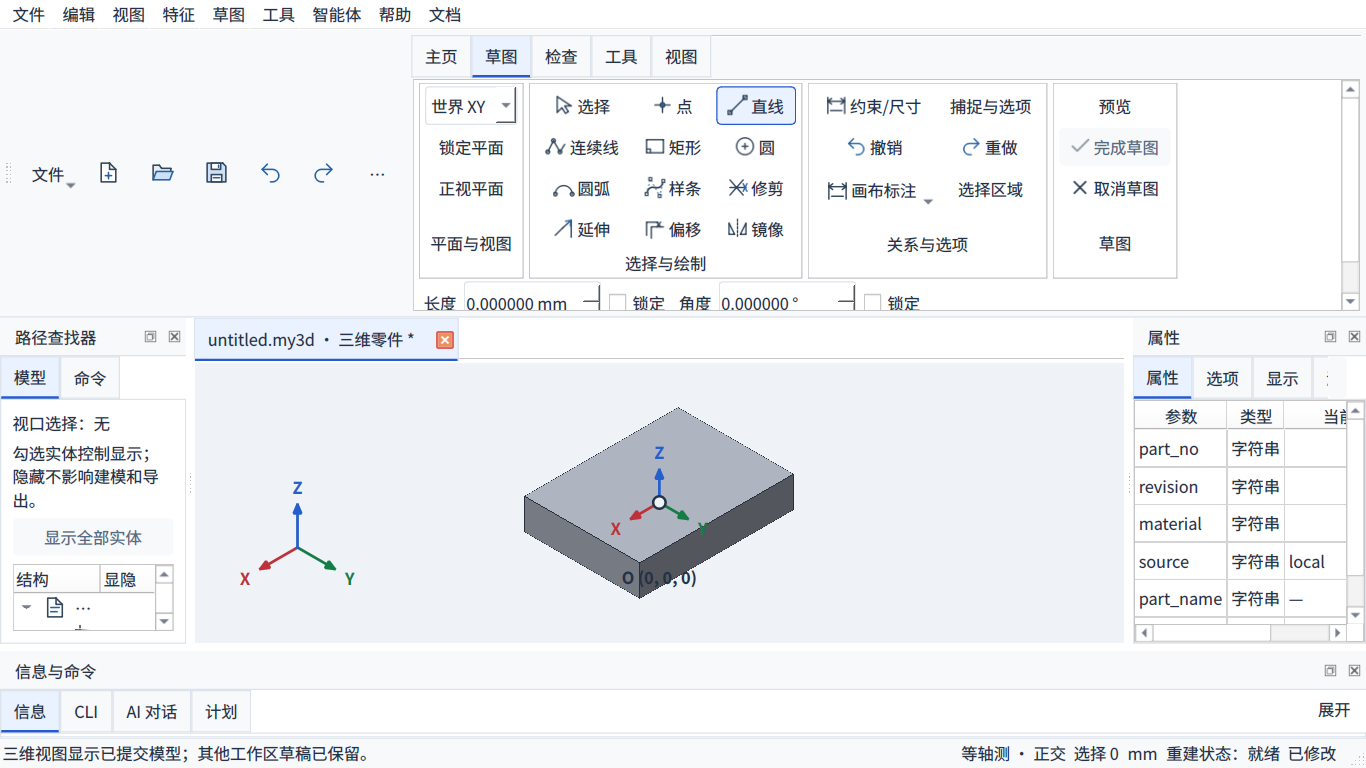 文件 编辑 视图 特征 草图 工具 智能体 帮助 文档
主页 草图 检查 工具 视图
世界 XY 选择 点 直线 约束/尺寸 捕捉与选项 预览
锁定平面 连续线 矩形 圆 撤销 重做 完成草图
文件 ...
正视平面 圆弧 样条 修剪 画布标注 选择区域 取消草图
延伸 偏移 镜像
平面与视图 选择与绘制 关系与选项 草图
长度 0.000000 mm 锁定 角度 0.000000 ° 锁定
路径查找器 untitled.my3d · 三维零件 * 属性
模型 命令 属性 选项 显示
视口选择：无
勾选实体控制显示；
隐藏不影响建模和导
出。
显示全部实体
结构 显隐
...
Z
X Y
Z
X Y
O (0,0,0)
参数 类型
part_no 字符串
revision 字符串
material 字符串
source 字符串 local
part_name 字符串 —
信息与命令
信息 CLI AI 对话 计划 展开
三维视图显示已提交模型；其他工作区草稿已保留。 等轴测 · 正交 选择 0 mm 重建状态：就绪 已修改